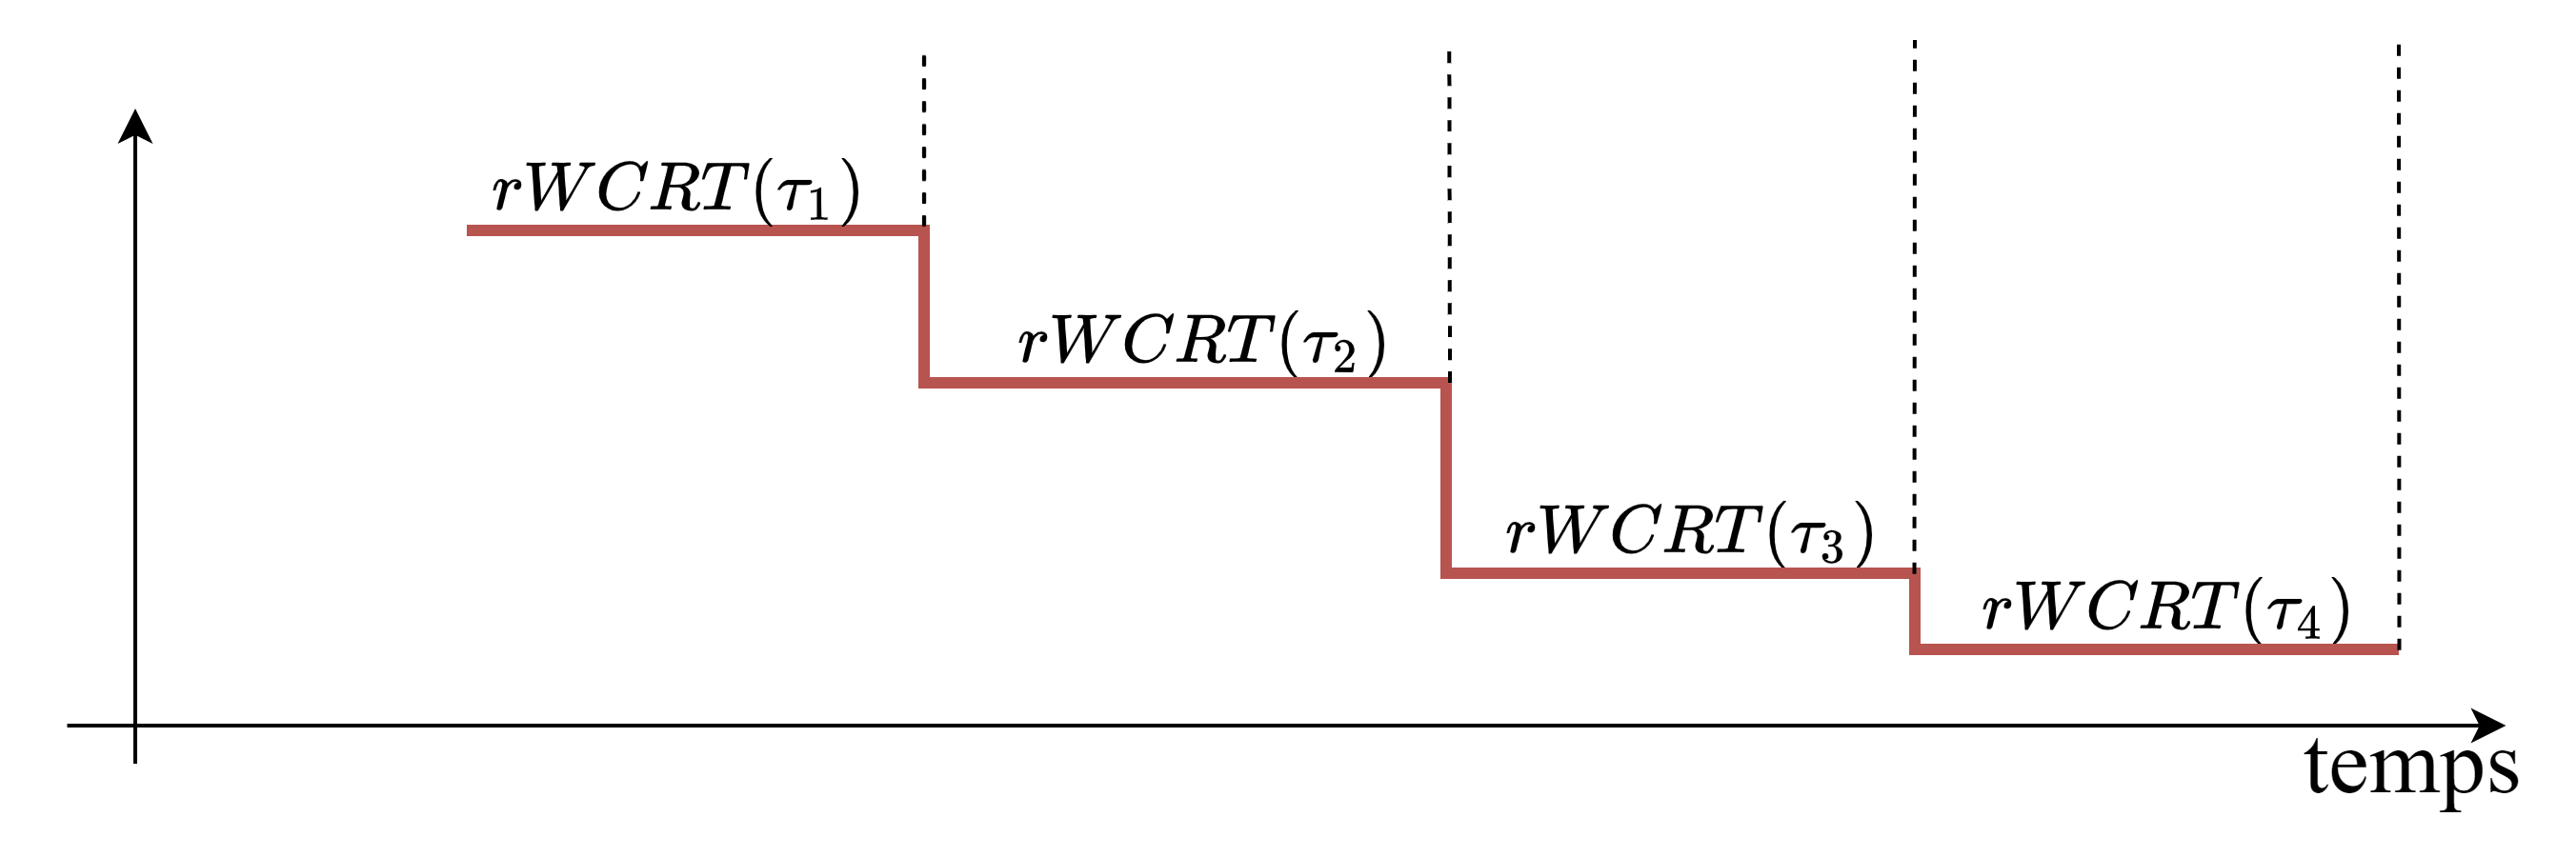 rWCRT(τ₁)
rWCRT(τ₂)
rWCRT(τ₃)
rWCRT(τ₄)
temps